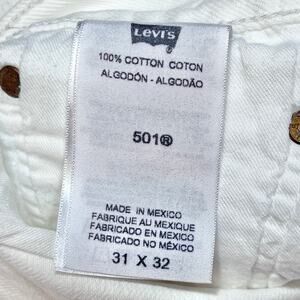 Levi's
100% COTTON COTON
ALGODÓN - ALGODÃO
501®
MADE IN MEXICO
FABRIQUE AU MEXIQUE
FABRICADO EN MEXICO
FABRICADO NO MÉXICO
31 X 32